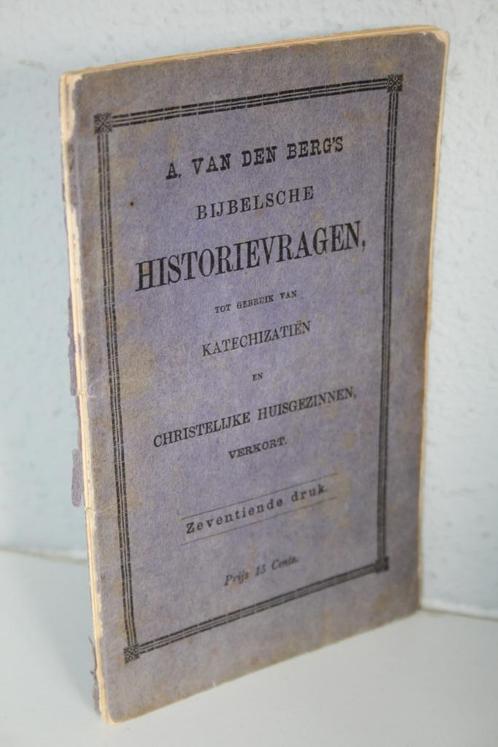 A. VAN DEN BERG'S
BIJBELSCHE
HISTORIEVRAGEN,
TOT GEBRUIK VAN
KATECHIZATIËN
EN
CHRISTELIJKE HUISGEZINNEN,
VERKORT.
Zeventiende druk.
Prijs 15 Cents.